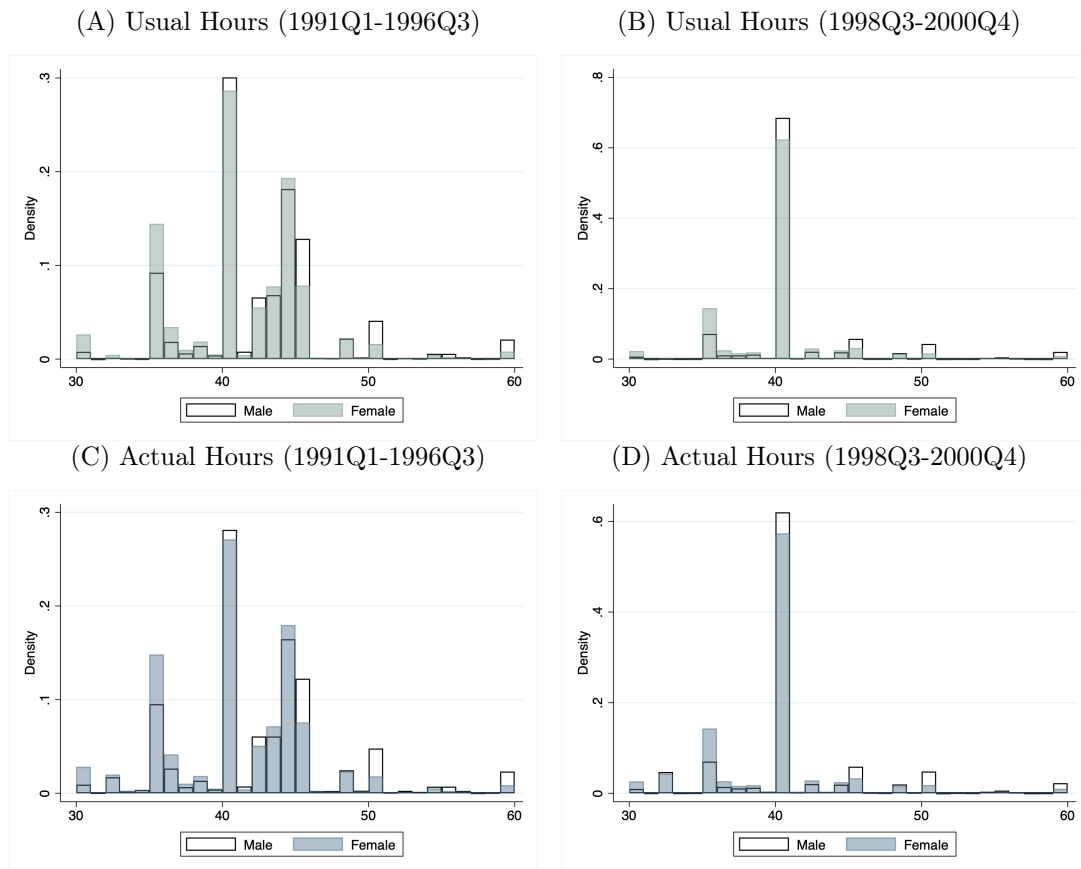 (A) Usual Hours (1991Q1-1996Q3)
(B) Usual Hours (1998Q3-2000Q4)
.3
.2
.1
0
Density
30 40 50 60
Male Female
.8
.6
.4
.2
0
Density
30 40 50 60
Male Female
(C) Actual Hours (1991Q1-1996Q3)
(D) Actual Hours (1998Q3-2000Q4)
.3
.2
.1
0
Density
30 40 50 60
Male Female
.6
.4
.2
0
Density
30 40 50 60
Male Female